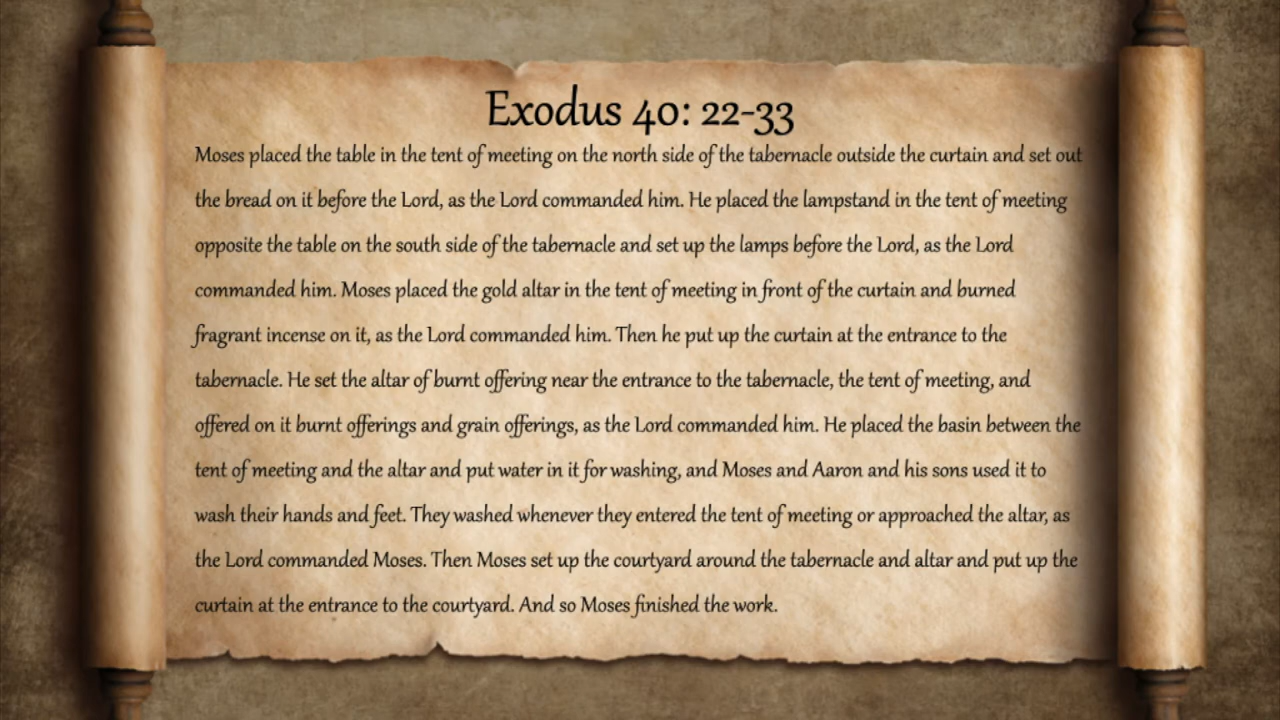 Exodus 40: 22-33
Moses placed the table in the tent of meeting on the north side of the tabernacle outside the curtain and set out
the bread on it before the Lord, as the Lord commanded him. He placed the lampstand in the tent of meeting
opposite the table on the south side of the tabernacle and set up the lamps before the Lord, as the Lord
commanded him. Moses placed the gold altar in the tent of meeting in front of the curtain and burned
fragrant incense on it, as the Lord commanded him. Then he put up the curtain at the entrance to the
tabernacle. He set the altar of burnt offering near the entrance to the tabernacle, the tent of meeting, and
offered on it burnt offerings and grain offerings, as the Lord commanded him. He placed the basin between the
tent of meeting and the altar and put water in it for washing, and Moses and Aaron and his sons used it to
wash their hands and feet. They washed whenever they entered the tent of meeting or approached the altar, as
the Lord commanded Moses. Then Moses set up the courtyard around the tabernacle and altar and put up the
curtain at the entrance to the courtyard. And so Moses finished the work.